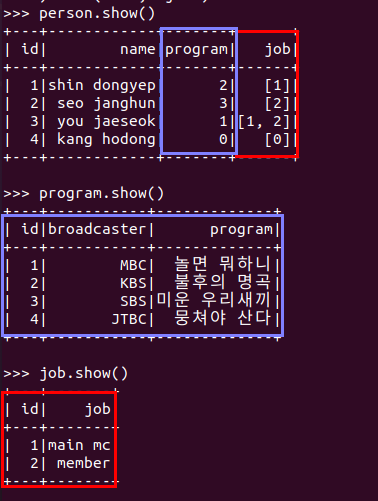 >>> person.show()
+---+------------+-------+------+
| id|        name|program|   job|
+---+------------+-------+------+
|  1|shin dongyep|      2|   [1]|
|  2| seo janghun|      3|   [2]|
|  3| you jaeseok|      1|[1, 2]|
|  4| kang hodong|      0|   [0]|
+---+------------+-------+------+
>>> program.show()
+---+-----------+--------------+
| id|broadcaster|       program|
+---+-----------+--------------+
|  1|        MBC|   놀면 뭐하니|
|  2|        KBS|   불후의 명곡|
|  3|        SBS|미운 우리새끼|
|  4|       JTBC|   뭉쳐야 산다|
+---+-----------+--------------+
>>> job.show()
+---+-------+
| id|    job|
+---+-------+
|  1|main mc|
|  2| member|
+---+-------+